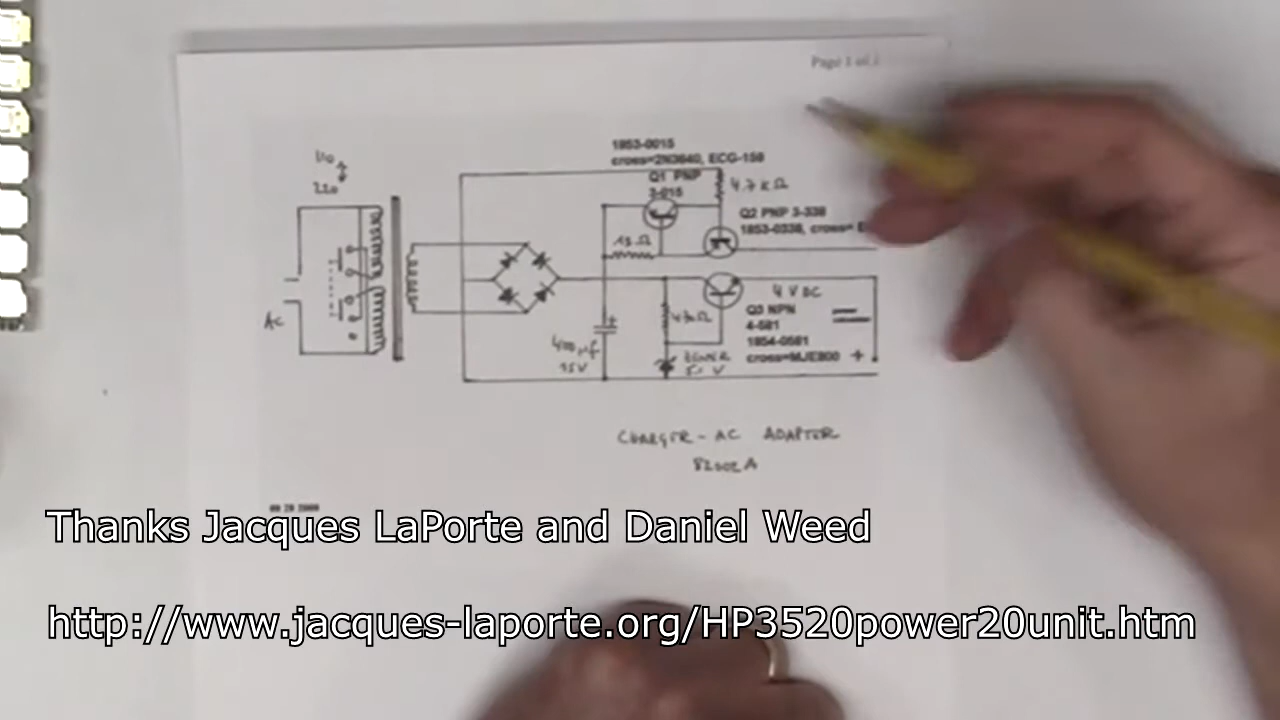 Page 1 of 1
110
220
1853-0015
cross=2N3640, ECG-159
Q1 PNP
3-015
4.7 kΩ
Q2 PNP 3-338
1853-0338, cross=
AC
400 µf
15V
ZENER
4 V DC
Q3 NPN
4-581
1854-0581
cross=MJE800 +
CHARGER - AC ADAPTER
82002A
Thanks Jacques LaPorte and Daniel Weed
http://www.jacques-laporte.org/HP3520power20unit.htm